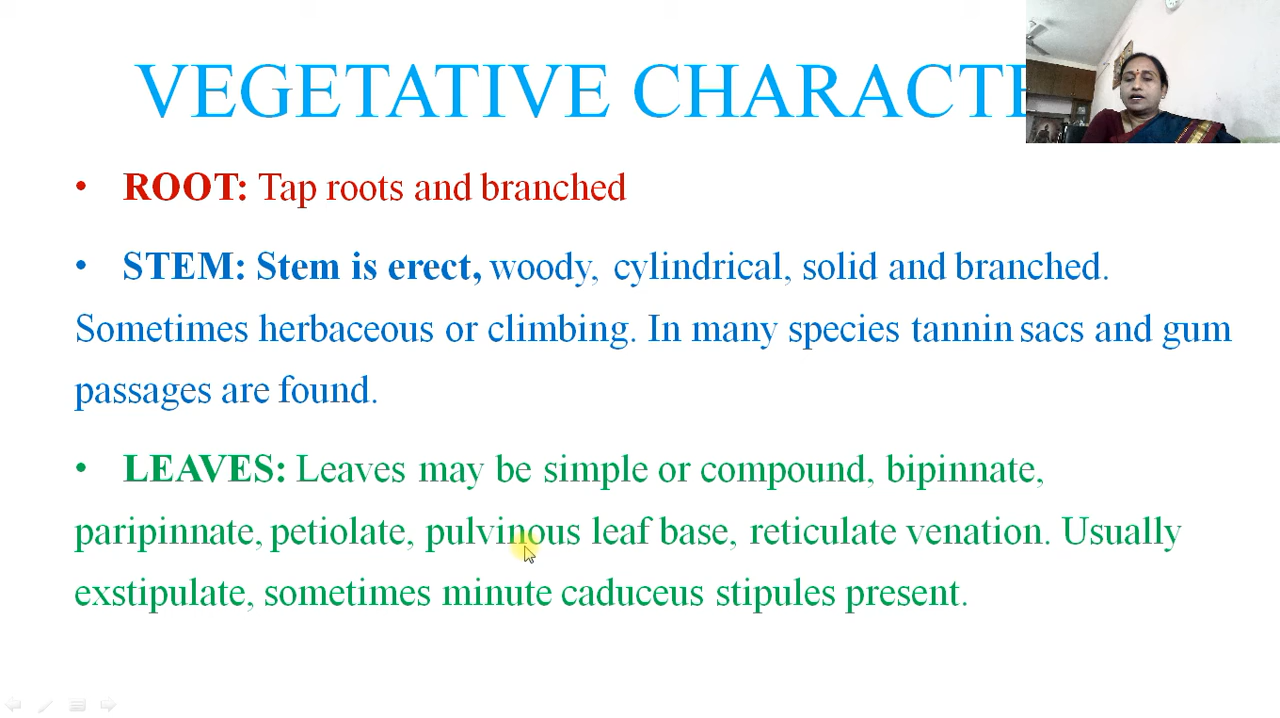 VEGETATIVE CHARACTE
• ROOT: Tap roots and branched
• STEM: Stem is erect, woody, cylindrical, solid and branched.
Sometimes herbaceous or climbing. In many species tannin sacs and gum
passages are found.
• LEAVES: Leaves may be simple or compound, bipinnate,
paripinnate, petiolate, pulvinous leaf base, reticulate venation. Usually
exstipulate, sometimes minute caduceus stipules present.